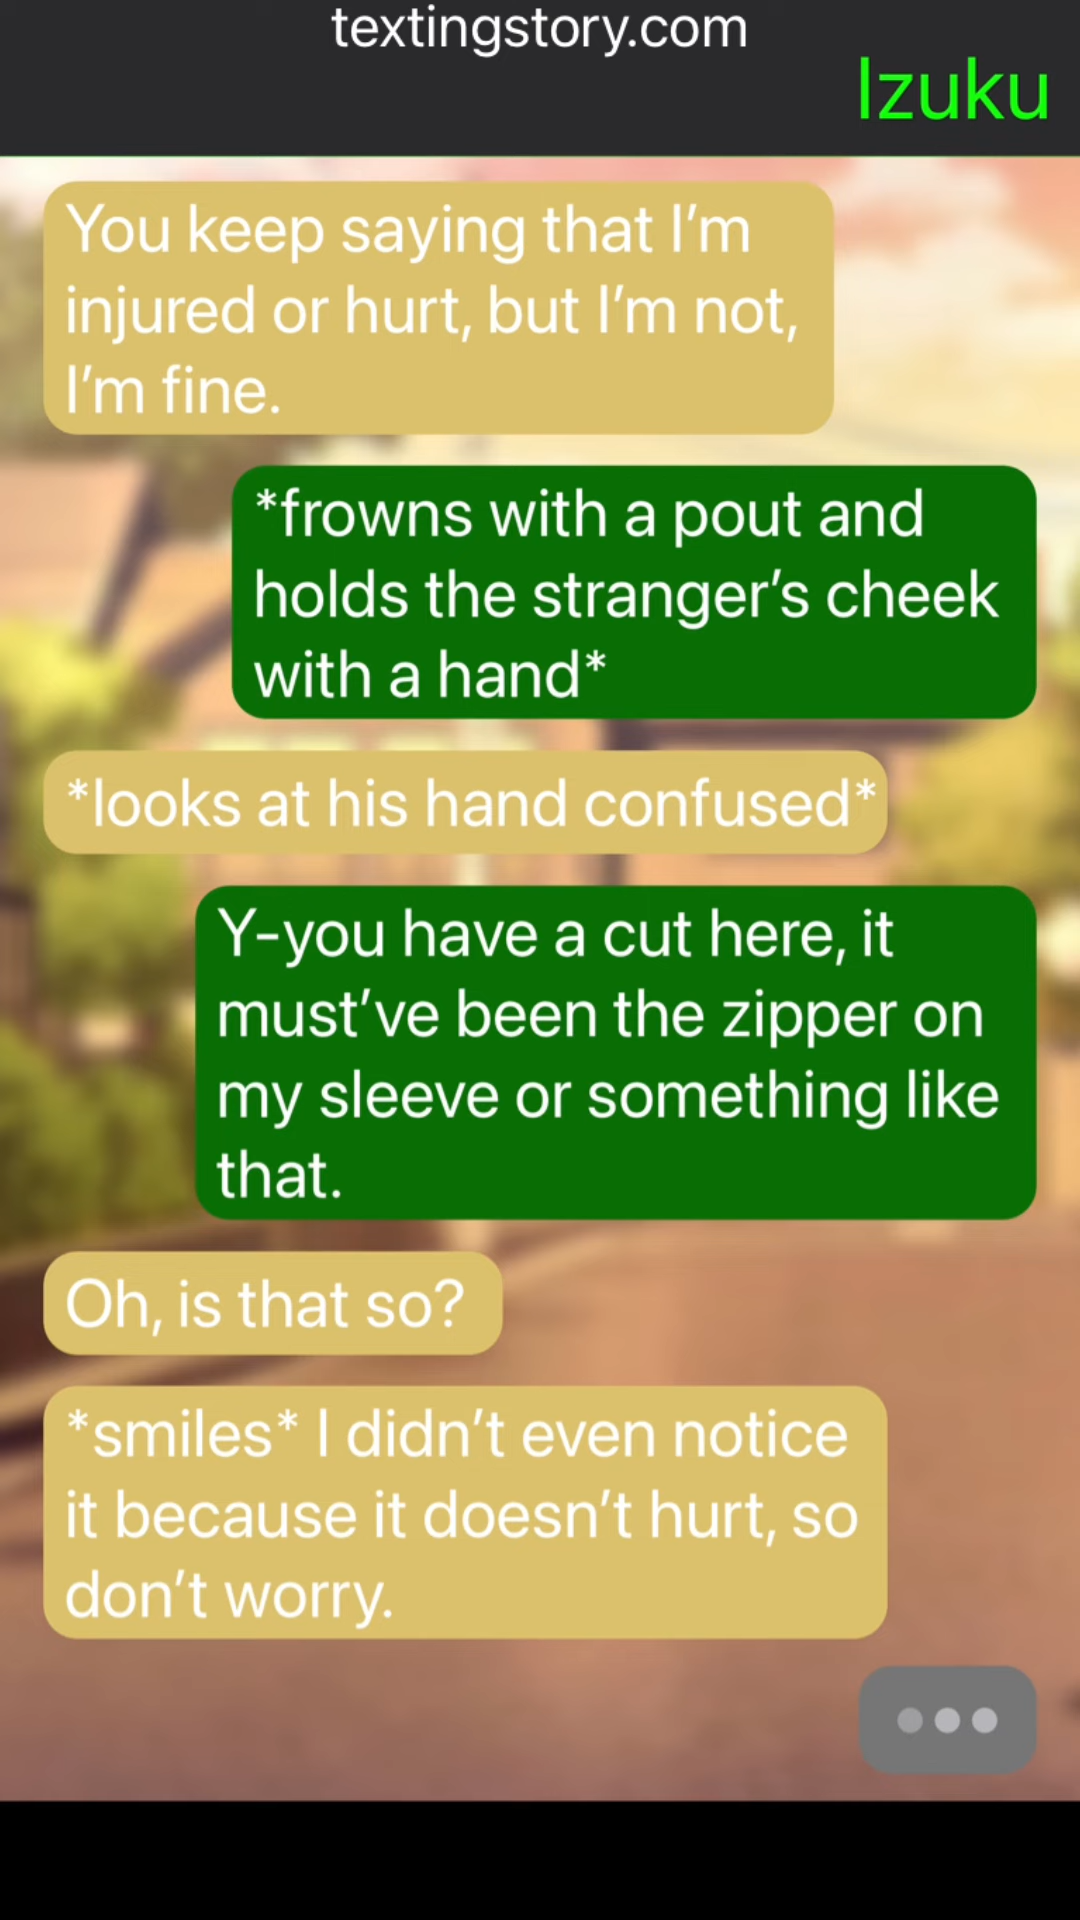 textingstory.com
Izuku
You keep saying that I’m
injured or hurt, but I’m not,
I’m fine.
*frowns with a pout and
holds the stranger’s cheek
with a hand*
*looks at his hand confused*
Y-you have a cut here, it
must’ve been the zipper on
my sleeve or something like
that.
Oh, is that so?
*smiles* I didn’t even notice
it because it doesn’t hurt, so
don’t worry.